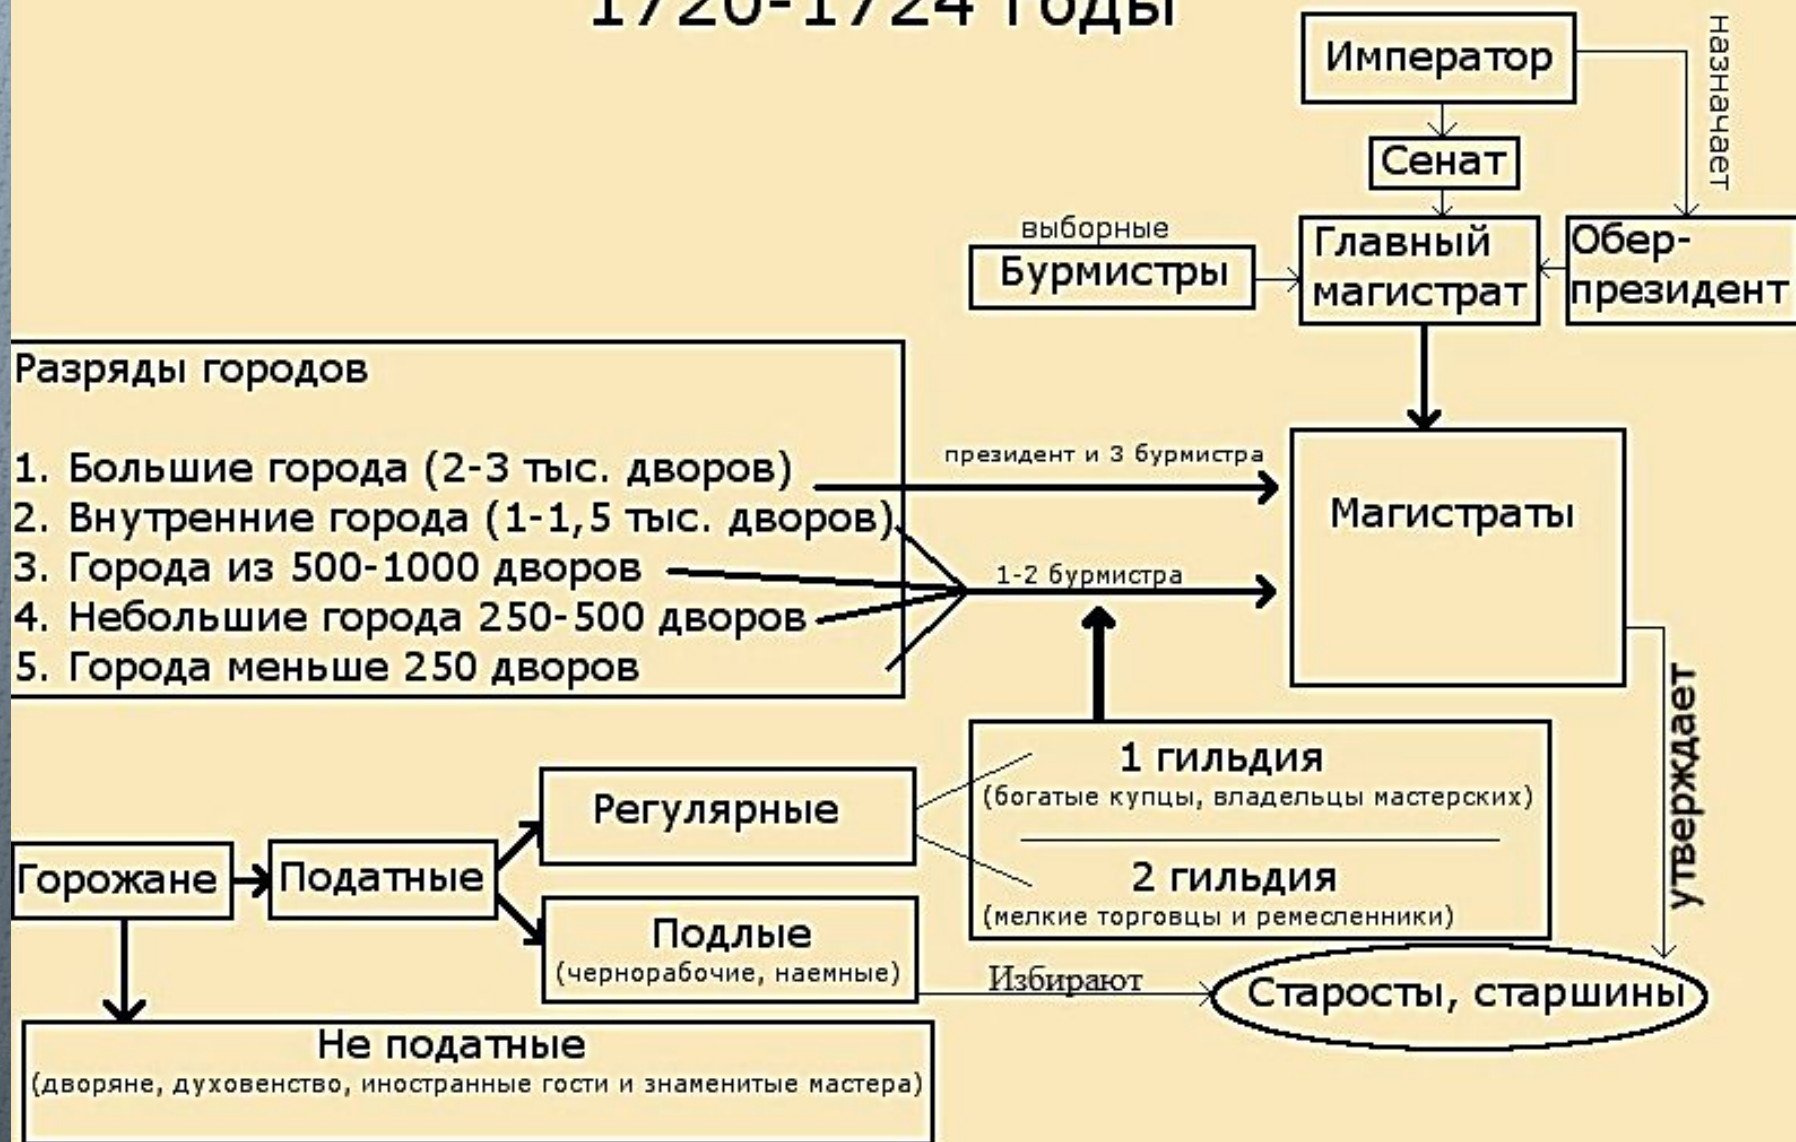 1720-1724 годы
Император
назначает
Сенат
выборные
Бурмистры
Главный
магистрат
Обер-
президент
Разряды городов
1. Большие города (2-3 тыс. дворов)
2. Внутренние города (1-1,5 тыс. дворов)
3. Города из 500-1000 дворов
4. Небольшие города 250-500 дворов
5. Города меньше 250 дворов
президент и 3 бурмистра
1-2 бурмистра
Магистраты
утверждает
1 гильдия
(богатые купцы, владельцы мастерских)
2 гильдия
(мелкие торговцы и ремесленники)
Регулярные
Горожане
Податные
Подлые
(чернорабочие, наемные)
Избирают
Старосты, старшины
Не податные
(дворяне, духовенство, иностранные гости и знаменитые мастера)